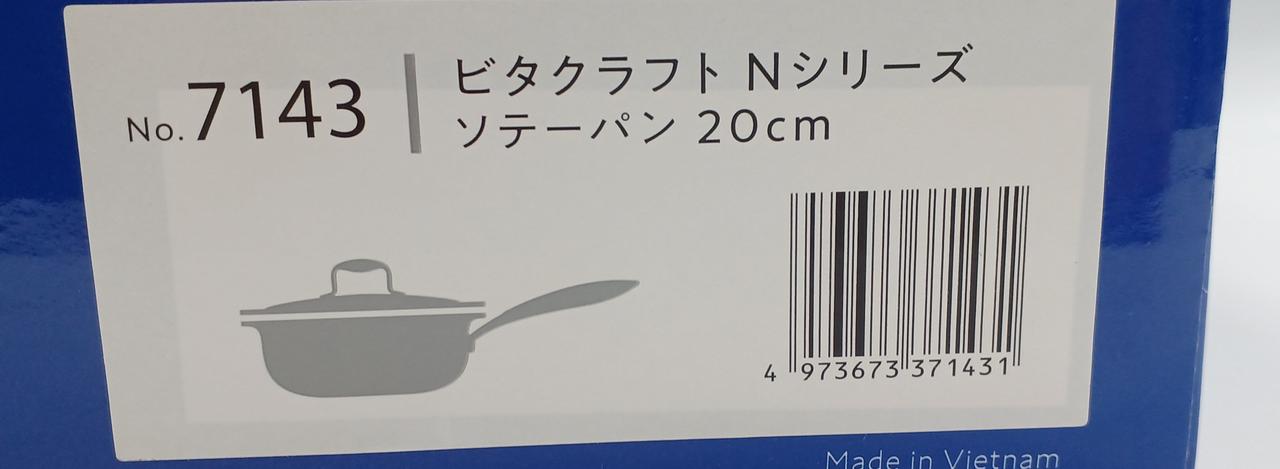 No.7143
ビタクラフト Nシリーズ
ソテーパン 20cm
4 973673 371431
Made in Vietnam